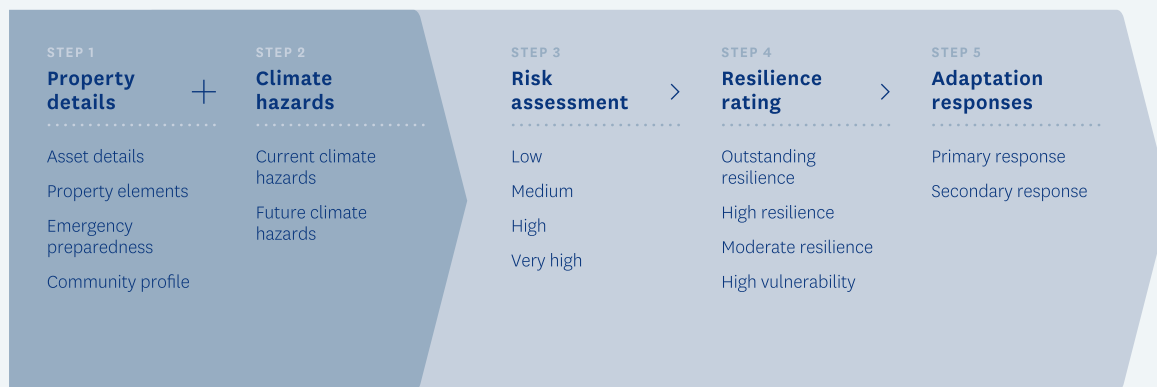 STEP 1
Property
details
Asset details
Property elements
Emergency
preparedness
Community profile
STEP 2
Climate
hazards
Current climate
hazards
Future climate
hazards
STEP 3
Risk
assessment
Low
Medium
High
Very high
STEP 4
Resilience
rating
Outstanding
resilience
High resilience
Moderate resilience
High vulnerability
STEP 5
Adaptation
responses
Primary response
Secondary response